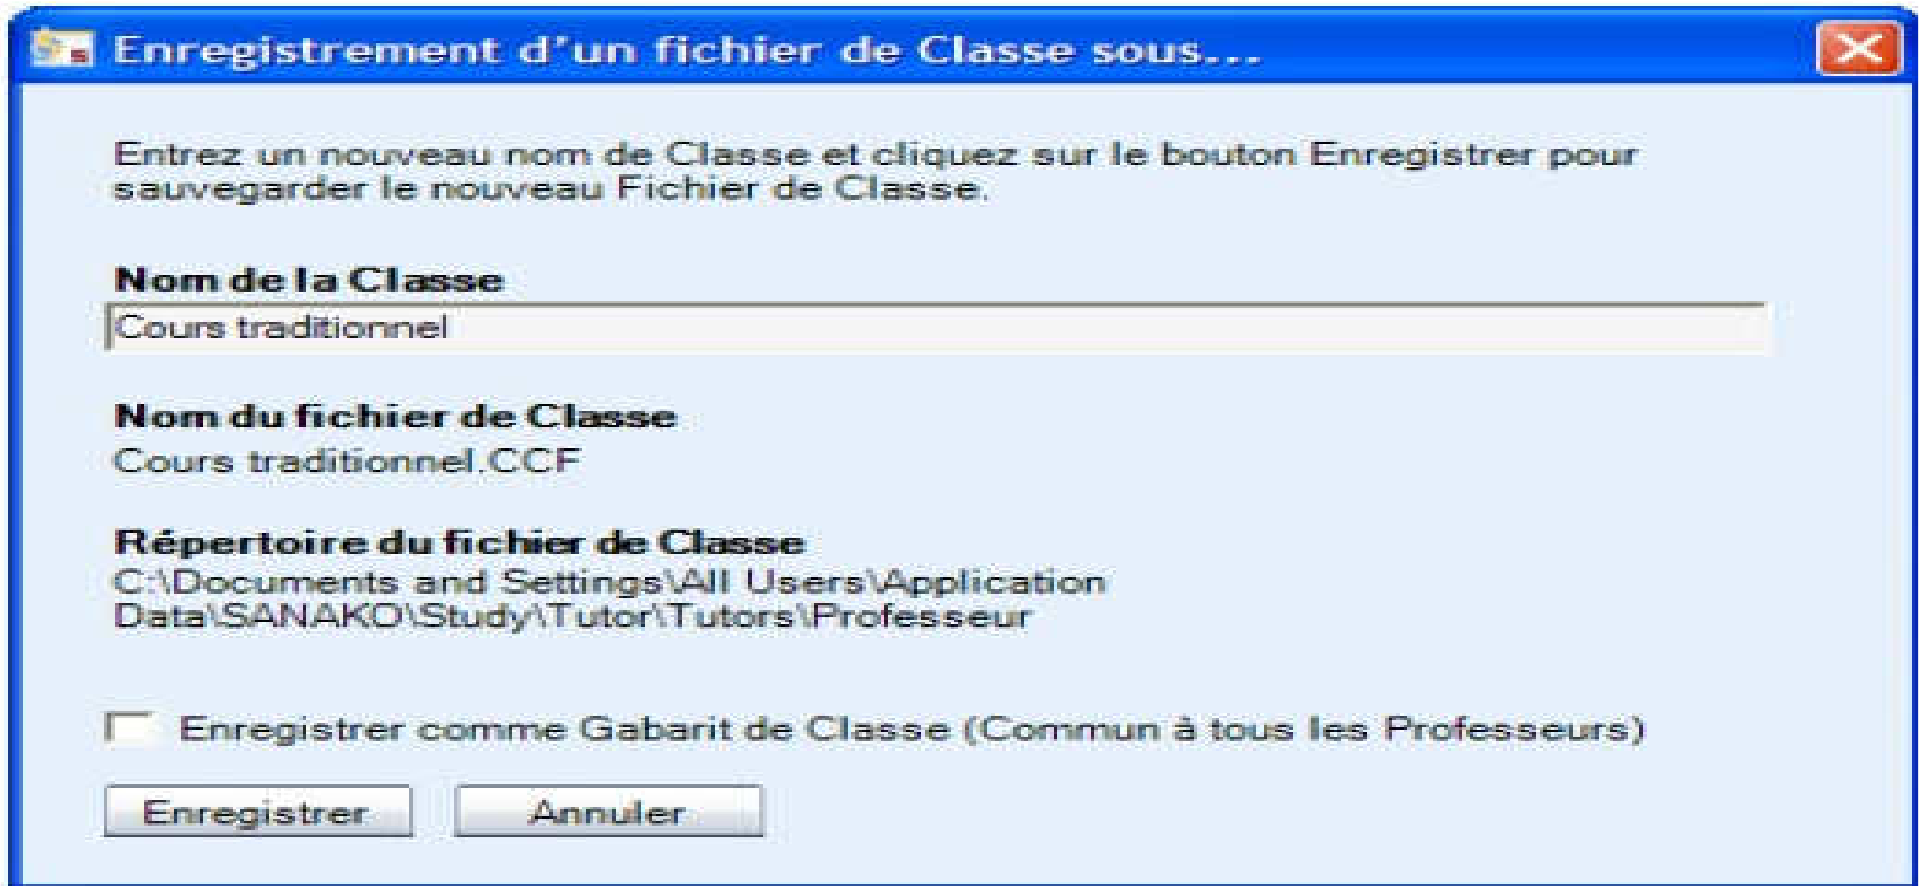 Enregistrement d'un fichier de Classe sous...
Entrez un nouveau nom de Classe et cliquez sur le bouton Enregistrer pour
sauvegarder le nouveau Fichier de Classe.
Nom de la Classe
Cours traditionnel
Nom du fichier de Classe
Cours traditionnel.CCF
Répertoire du fichier de Classe
C:\Documents and Settings\All Users\Application
Data\SANAKO\Study\Tutor\Tutors\Professeur
Enregistrer comme Gabarit de Classe (Commun à tous les Professeurs)
Enregistrer Annuler